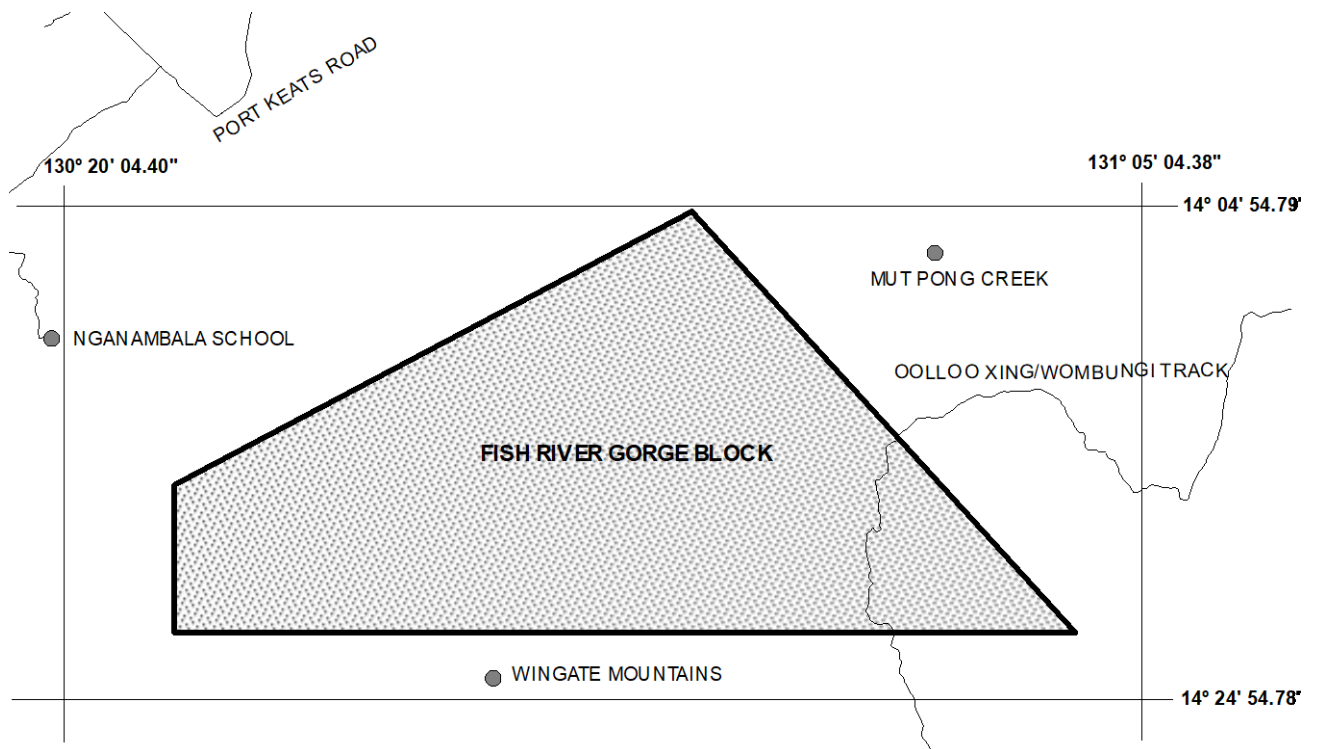 PORT KEATS ROAD
130° 20' 04.40"
131° 05' 04.38"
14° 04' 54.79"
MUT PONG CREEK
NGANAMBALA SCHOOL
OOLLOO XING/WOMBUNGI TRACK
FISH RIVER GORGE BLOCK
WINGATE MOUNTAINS
14° 24' 54.78"